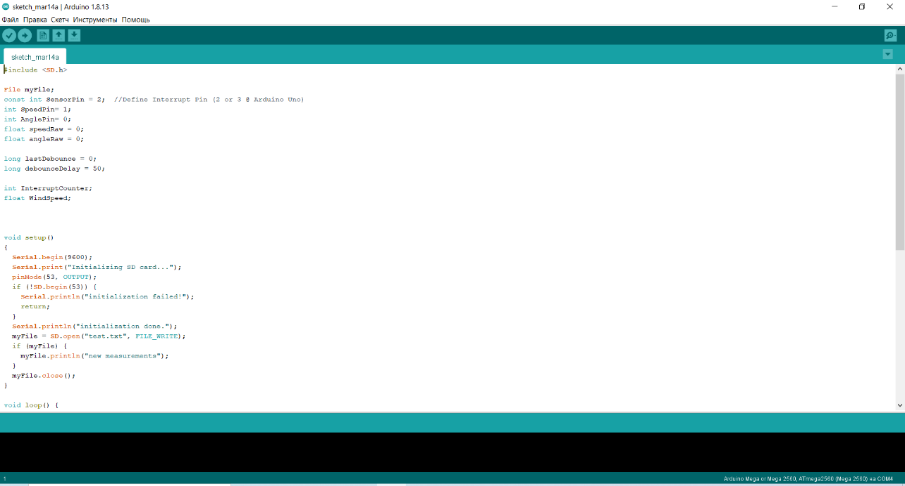 sketch_mar14a | Arduino 1.8.13
Файл Правка Скетч Инструменты Помощь
sketch_mar14a
#include <SD.h>
File myFile;
const int SensorPin = 2;  //Define Interrupt Pin (2 or 3 @ Arduino Uno)
int SpeedPin= 1;
int AnglePin= 0;
float speedRaw = 0;
float angleRaw = 0;
long lastDebounce = 0;
long debounceDelay = 50;
int InterruptCounter;
float WindSpeed;
void setup()
{
  Serial.begin(9600);
  Serial.print("Initializing SD card...");
  pinMode(53, OUTPUT);
  if (!SD.begin(53)) {
    Serial.println("initialization failed!");
    return;
  }
  Serial.println("initialization done.");
  myFile = SD.open("test.txt", FILE_WRITE);
  if (myFile) {
    myFile.println("new measurements");
  }
  myFile.close();
}
void loop() {
1
Arduino Mega or Mega 2560, ATmega2560 (Mega 2560) на COM4